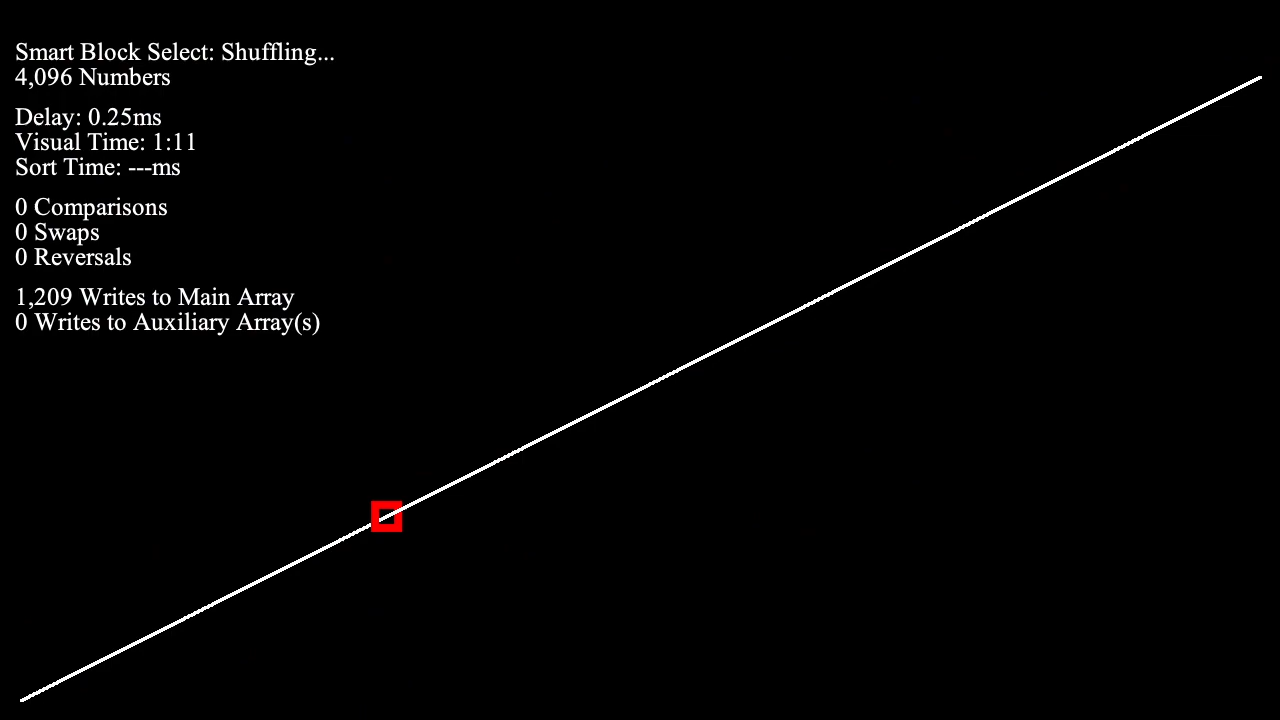 Smart Block Select: Shuffling...
4,096 Numbers
Delay: 0.25ms
Visual Time: 1:11
Sort Time: ---ms
0 Comparisons
0 Swaps
0 Reversals
1,209 Writes to Main Array
0 Writes to Auxiliary Array(s)